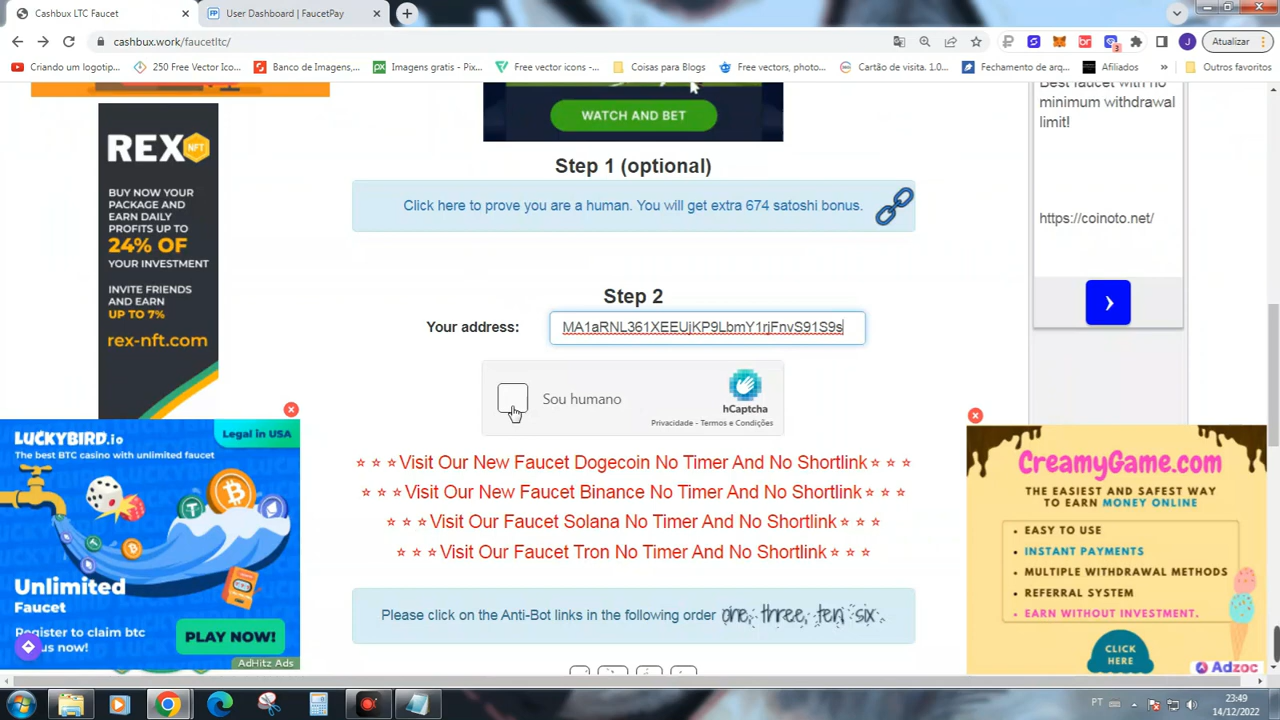 Cashbux LTC Faucet
User Dashboard | FaucetPay
cashbux.work/faucetltc/
Atualizar
Criando um logotip...
250 Free Vector Ico...
Banco de Imagens,...
Imagens gratis - Pix...
Free vector icons -...
Coisas para Blogs
Free vectors, photo...
Cartão de visita. 1.0...
Fechamento de arq...
Afiliados
»
Outros favoritos
REX NFT
BUY NOW YOUR
PACKAGE AND
EARN DAILY
PROFITS UP TO
24% OF
YOUR INVESTMENT
INVITE FRIENDS
AND EARN
UP TO 7%
rex-nft.com
WATCH AND BET
Step 1 (optional)
Click here to prove you are a human. You will get extra 674 satoshi bonus.
Step 2
Your address:
MA1aRNL361XEEUjKP9LbmY1rjFnvS91S9s
Sou humano
hCaptcha
Privacidade - Termos e Condições
Visit Our New Faucet Dogecoin No Timer And No Shortlink
Visit Our New Faucet Binance No Timer And No Shortlink
Visit Our Faucet Solana No Timer And No Shortlink
Visit Our Faucet Tron No Timer And No Shortlink
Please click on the Anti-Bot links in the following order one, three, ten, six
Best faucet with no
minimum withdrawal
limit!
https://coinoto.net/
LUCKYBIRD.io
Legal in USA
The best BTC casino with unlimited faucet
Unlimited
Faucet
Register to claim btc
us now!
PLAY NOW!
AdHitz Ads
CreamyGame.com
THE EASIEST AND SAFEST WAY
TO EARN MONEY ONLINE
EASY TO USE
INSTANT PAYMENTS
MULTIPLE WITHDRAWAL METHODS
REFERRAL SYSTEM
EARN WITHOUT INVESTMENT.
CLICK
HERE
Adzoc
PT
23:49
14/12/2022